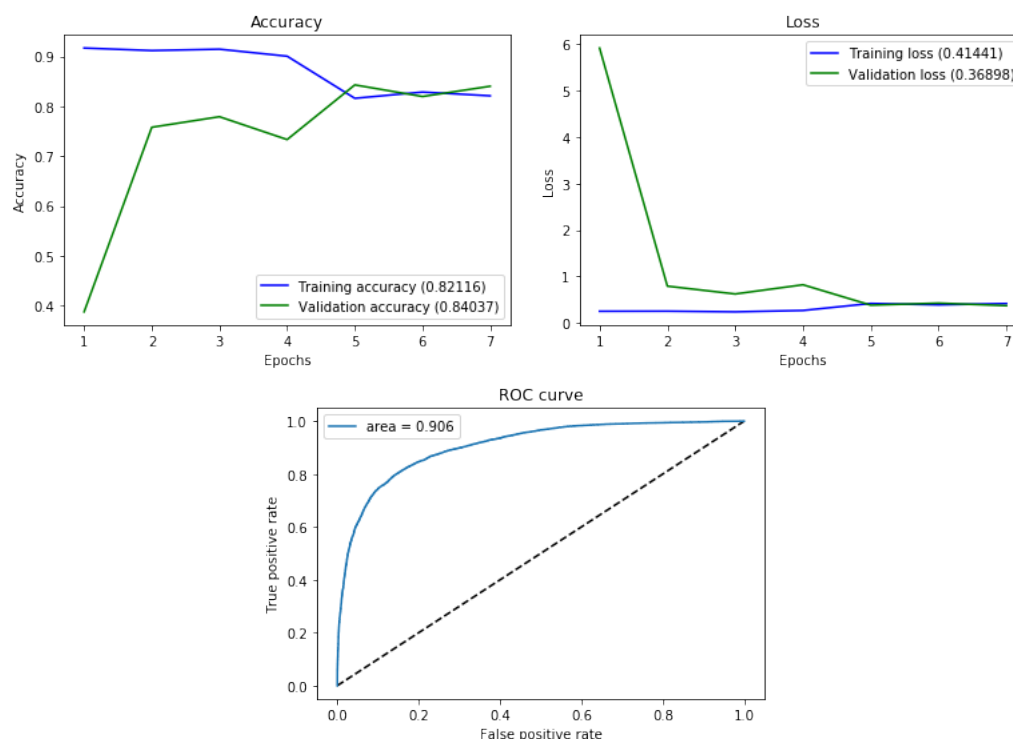 Accuracy
0.9
0.8
0.7
0.6
0.5
0.4
Accuracy
Training accuracy (0.82116)
Validation accuracy (0.84037)
1 2 3 4 5 6 7
Epochs
Loss
6
5
4
3
2
1
0
Loss
Training loss (0.41441)
Validation loss (0.36898)
1 2 3 4 5 6 7
Epochs
ROC curve
1.0
0.8
0.6
0.4
0.2
0.0
True positive rate
area = 0.906
0.0 0.2 0.4 0.6 0.8 1.0
False positive rate